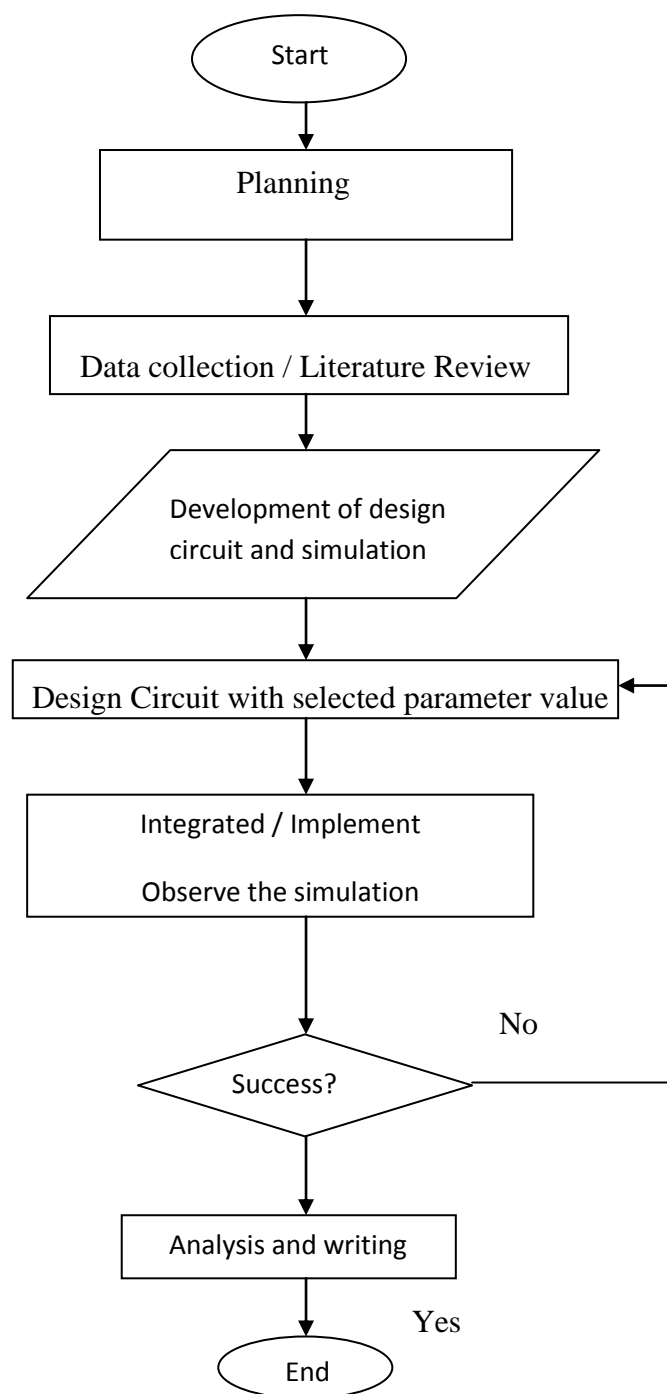 Start
Planning
Data collection / Literature Review
Development of design
circuit and simulation
Design Circuit with selected parameter value
Integrated / Implement
Observe the simulation
No
Success?
Analysis and writing
Yes
End